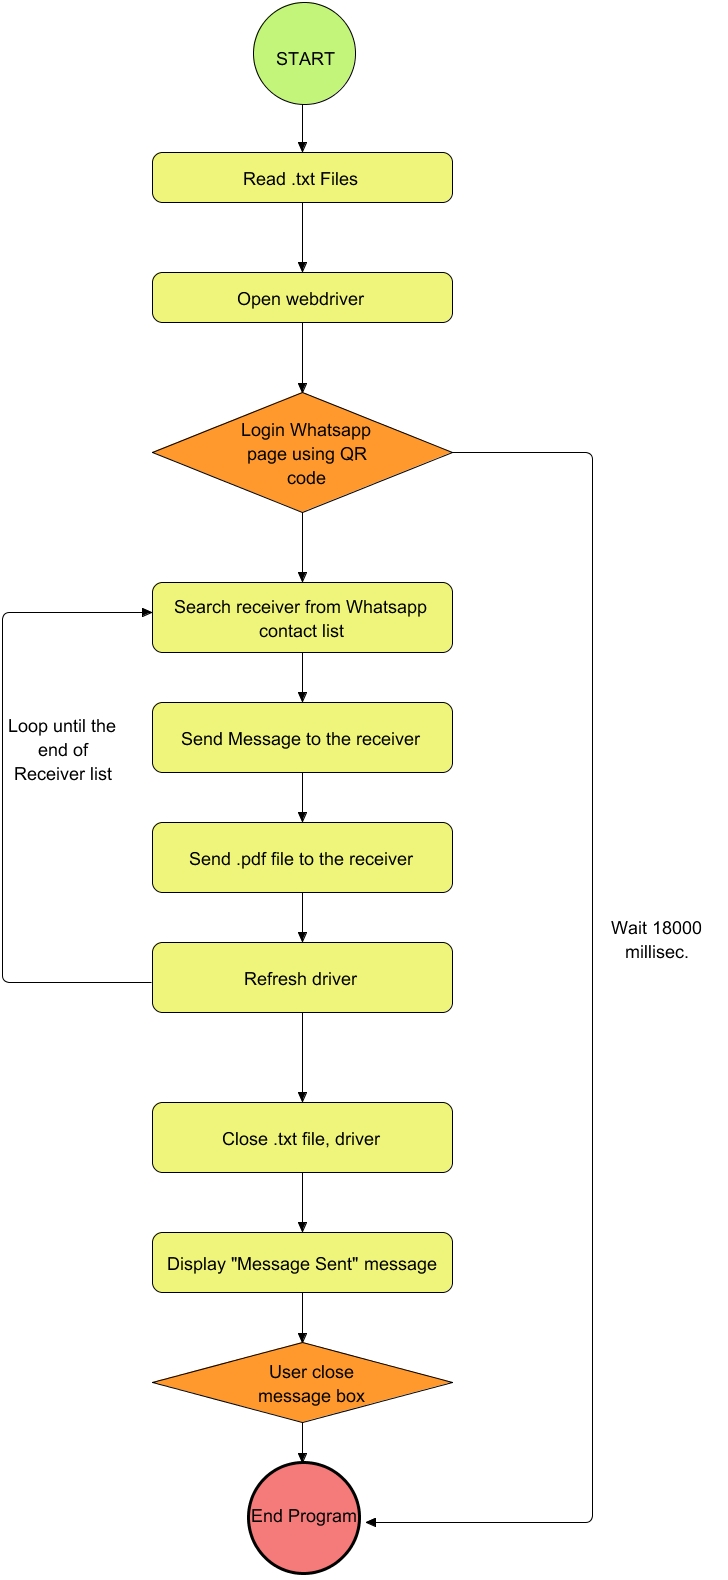 START
Read .txt Files
Open webdriver
Login Whatsapp
page using QR
code
Search receiver from Whatsapp
contact list
Loop until the
end of
Receiver list
Send Message to the receiver
Send .pdf file to the receiver
Wait 18000
millisec.
Refresh driver
Close .txt file, driver
Display "Message Sent" message
User close
message box
End Program